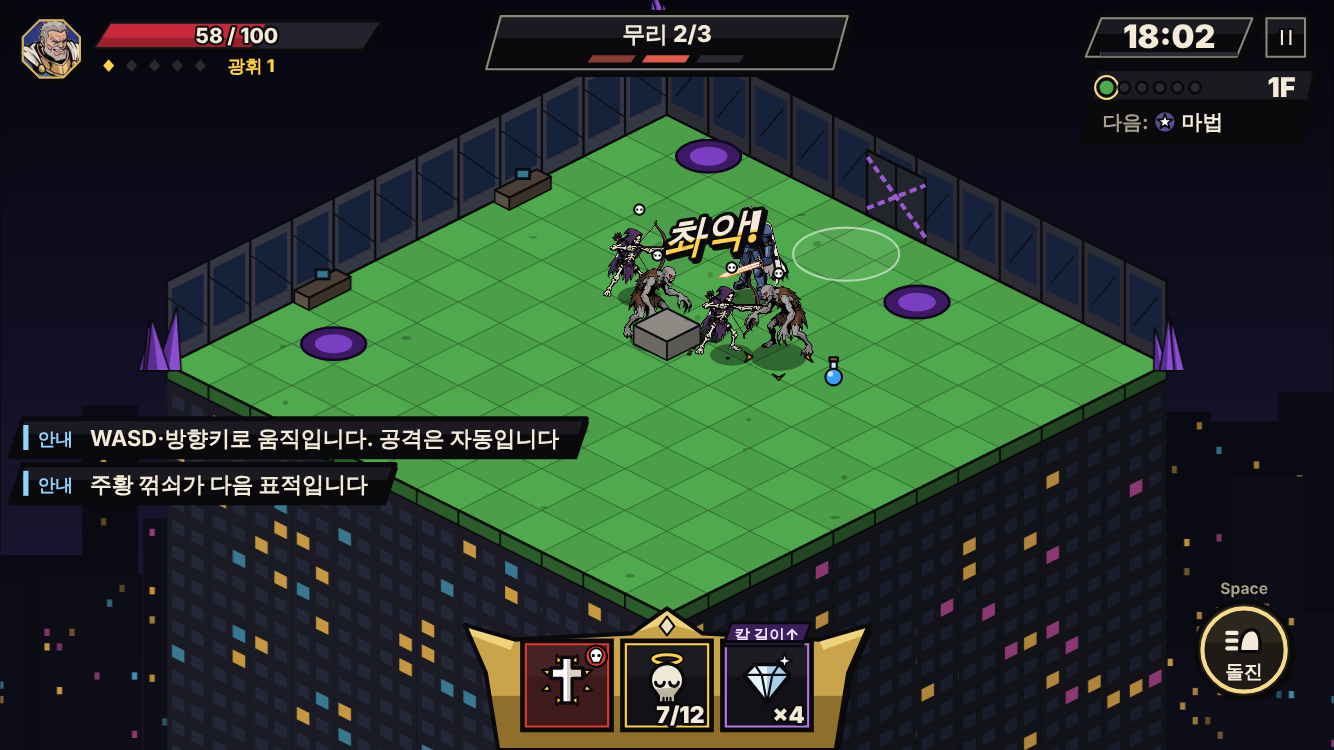 58 / 100
광휘 1
무리 2/3
18:02
1F
다음: 마법
촤악!
안내 WASD·방향키로 움직입니다. 공격은 자동입니다
안내 주황 꺾쇠가 다음 표적입니다
Space
돌진
칼 길이↑
7/12
×4